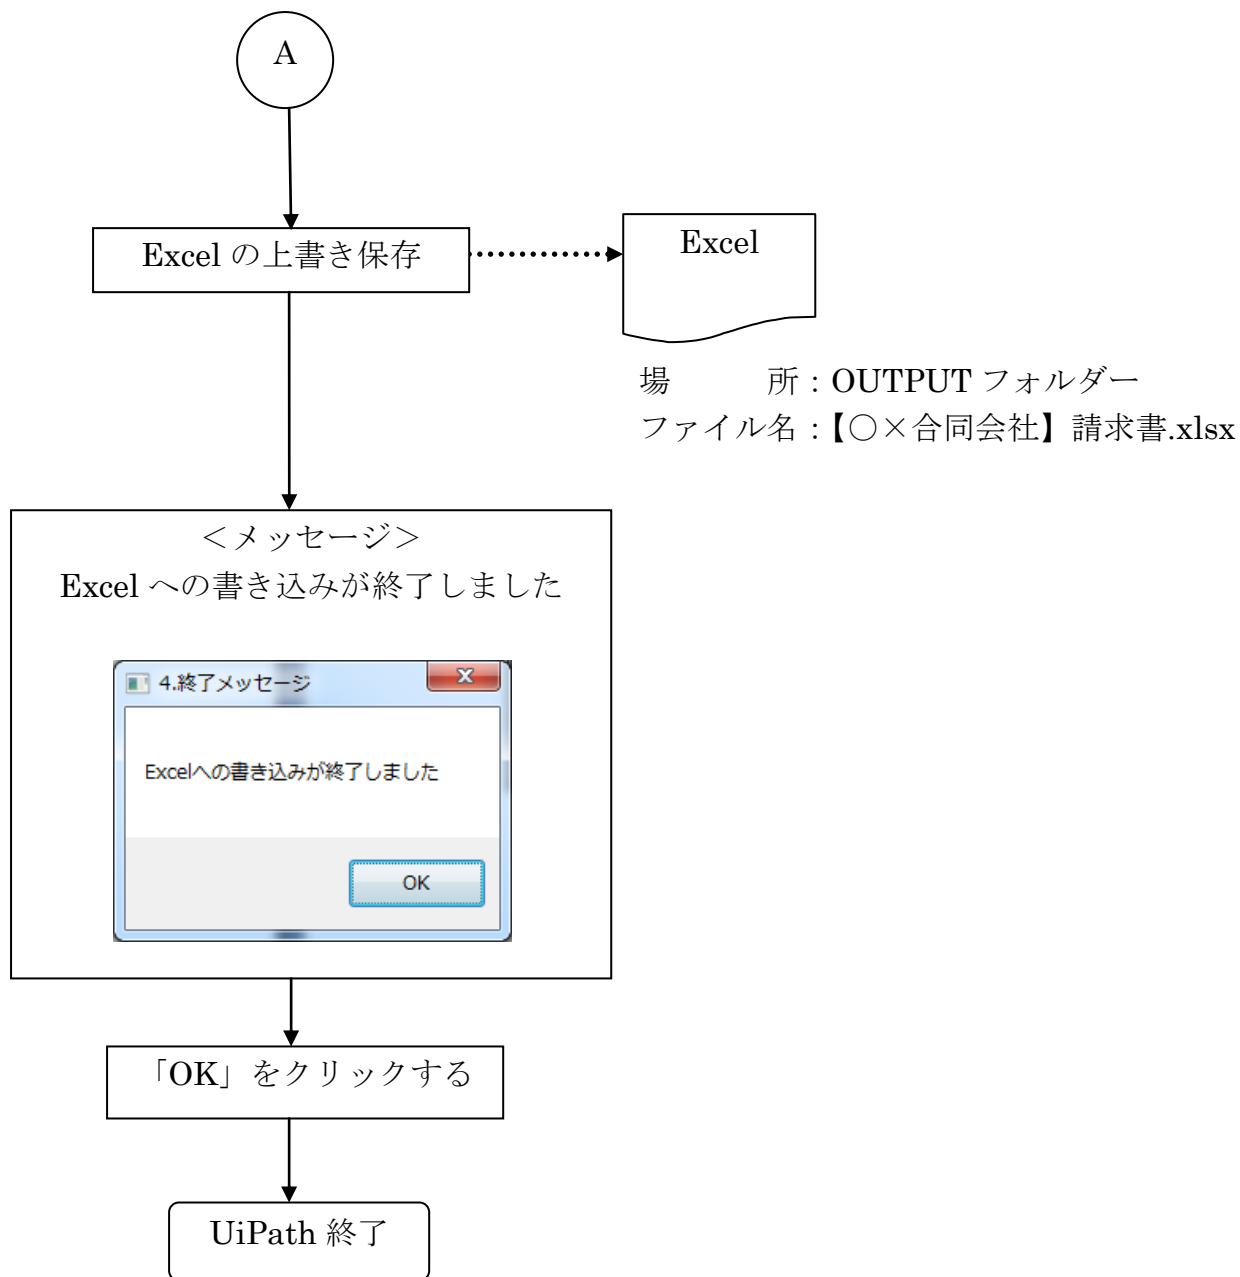 A
Excel の上書き保存
Excel
場　　　所：OUTPUT フォルダー
ファイル名：【○×合同会社】請求書.xlsx
＜メッセージ＞
Excel への書き込みが終了しました
4.終了メッセージ
Excelへの書き込みが終了しました
OK
「OK」をクリックする
UiPath 終了